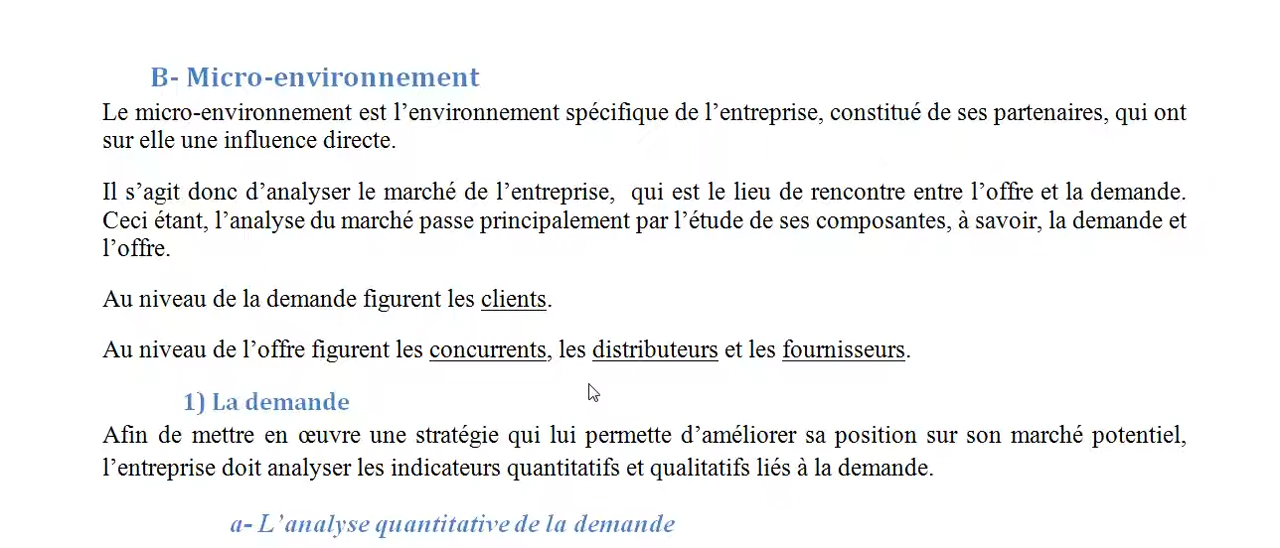 B- Micro-environnement
Le micro-environnement est l’environnement spécifique de l’entreprise, constitué de ses partenaires, qui ont
sur elle une influence directe.
Il s’agit donc d’analyser le marché de l’entreprise,  qui est le lieu de rencontre entre l’offre et la demande.
Ceci étant, l’analyse du marché passe principalement par l’étude de ses composantes, à savoir, la demande et
l’offre.
Au niveau de la demande figurent les clients.
Au niveau de l’offre figurent les concurrents, les distributeurs et les fournisseurs.
1) La demande
Afin de mettre en œuvre une stratégie qui lui permette d’améliorer sa position sur son marché potentiel,
l’entreprise doit analyser les indicateurs quantitatifs et qualitatifs liés à la demande.
a- L’analyse quantitative de la demande